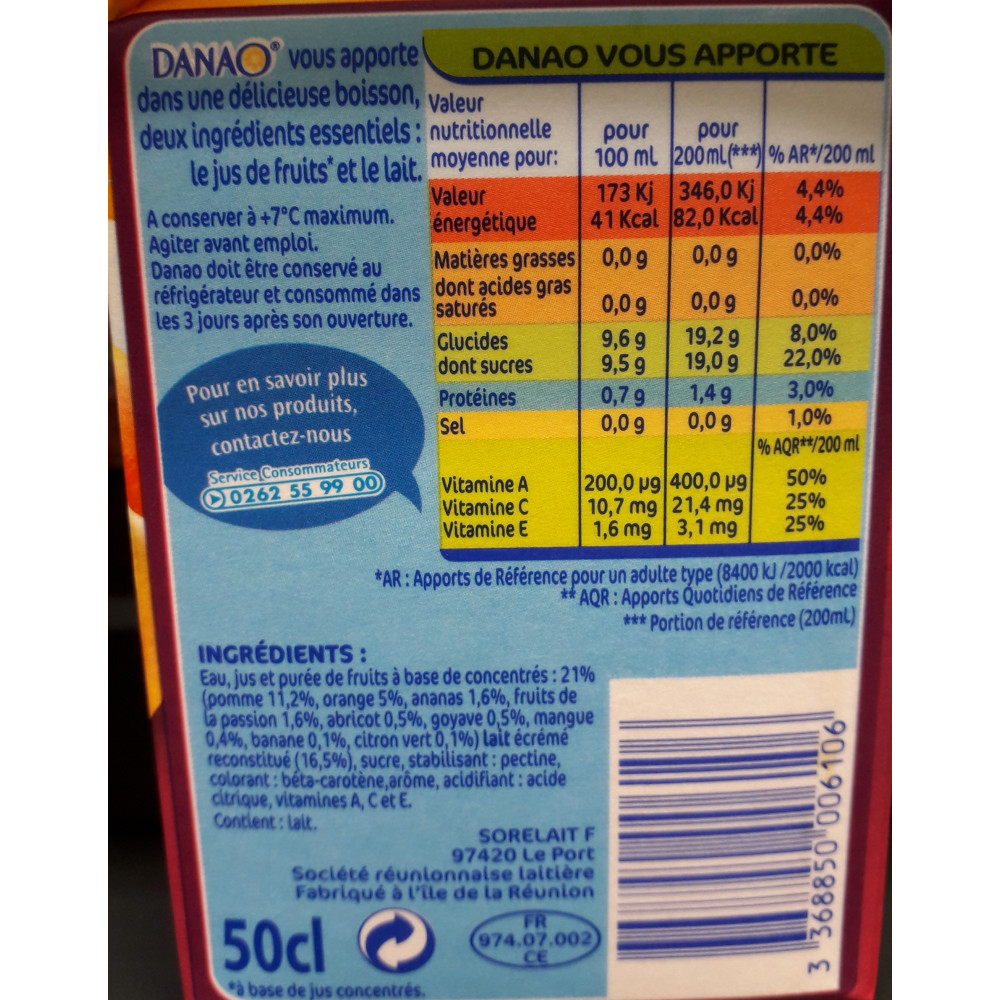 DANAO® vous apporte
dans une délicieuse boisson,
deux ingrédients essentiels :
le jus de fruits* et le lait.
A conserver à +7°C maximum.
Agiter avant emploi.
Danao doit être conservé au
réfrigérateur et consommé dans
les 3 jours après son ouverture.
Pour en savoir plus
sur nos produits,
contactez-nous
Service Consommateurs
0262 55 99 00
DANAO VOUS APPORTE
Valeur
nutritionnelle
moyenne pour:
pour
100 mL
pour
200mL(***)
% AR*/200 ml
Valeur
énergétique
173 Kj 346,0 Kj 4,4%
41 Kcal 82,0 Kcal 4,4%
Matières grasses 0,0 g 0,0 g 0,0%
dont acides gras
saturés 0,0 g 0,0 g 0,0%
Glucides 9,6 g 19,2 g 8,0%
dont sucres 9,5 g 19,0 g 22,0%
Protéines 0,7 g 1,4 g 3,0%
Sel 0,0 g 0,0 g 1,0%
% AQR**/200 ml
Vitamine A 200,0 µg 400,0 µg 50%
Vitamine C 10,7 mg 21,4 mg 25%
Vitamine E 1,6 mg 3,1 mg 25%
*AR : Apports de Référence pour un adulte type (8400 kJ /2000 kcal)
** AQR : Apports Quotidiens de Référence
*** Portion de référence (200mL)
INGRÉDIENTS :
Eau, jus et purée de fruits à base de concentrés : 21%
(pomme 11,2%, orange 5%, ananas 1,6%, fruits de
la passion 1,6%, abricot 0,5%, goyave 0,5%, mangue
0,4%, banane 0,1%, citron vert 0,1%) lait écrémé
reconstitué (16,5%), sucre, stabilisant : pectine,
colorant : béta-carotène,arôme, acidifiant : acide
citrique, vitamines A, C et E.
Contient : lait.
SORELAIT F
97420 Le Port
Société réunionnaise laitière
Fabriqué à l'île de la Réunion
50cl
FR
974.07.002
CE
*à base de jus concentrés.
3 368850 006106